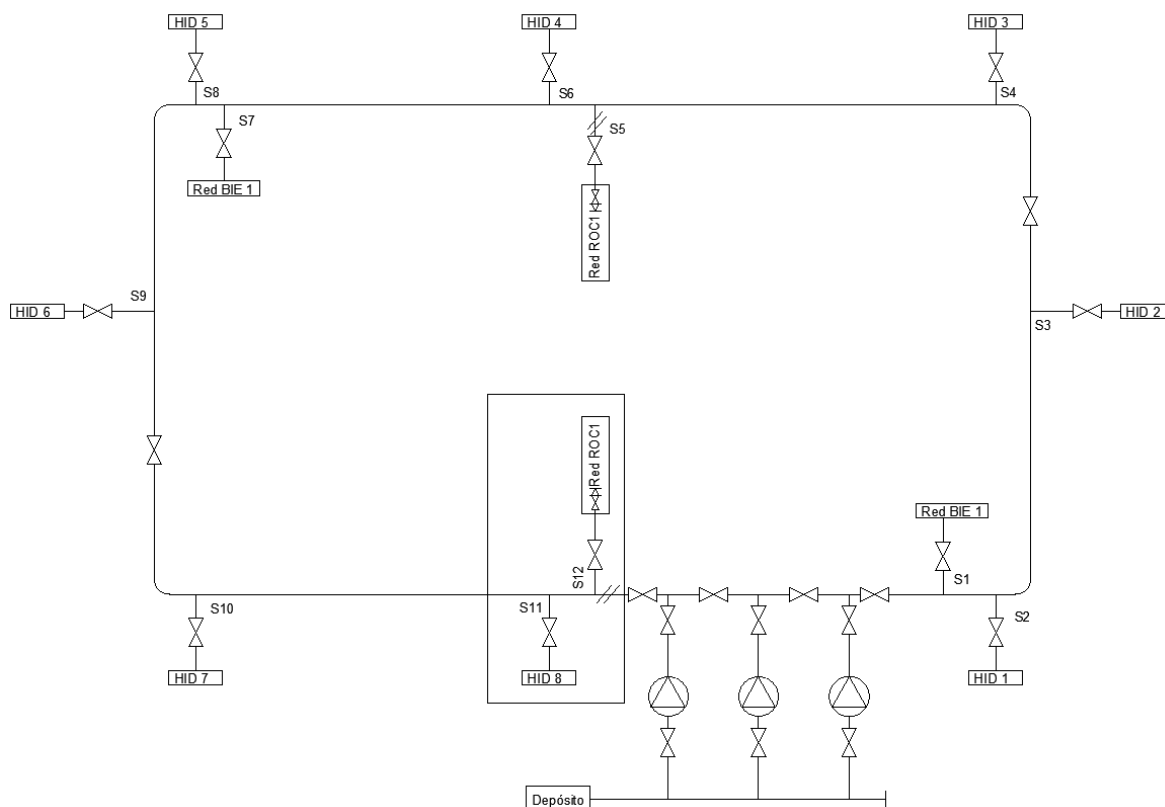 HID 5
HID 4
HID 3
S8
S6
S4
S7
S5
Red BIE 1
Red ROC1
S9
HID 6
S3
HID 2
Red ROC1
Red BIE 1
S12
S1
S10
S11
S2
HID 7
HID 8
HID 1
Depósito